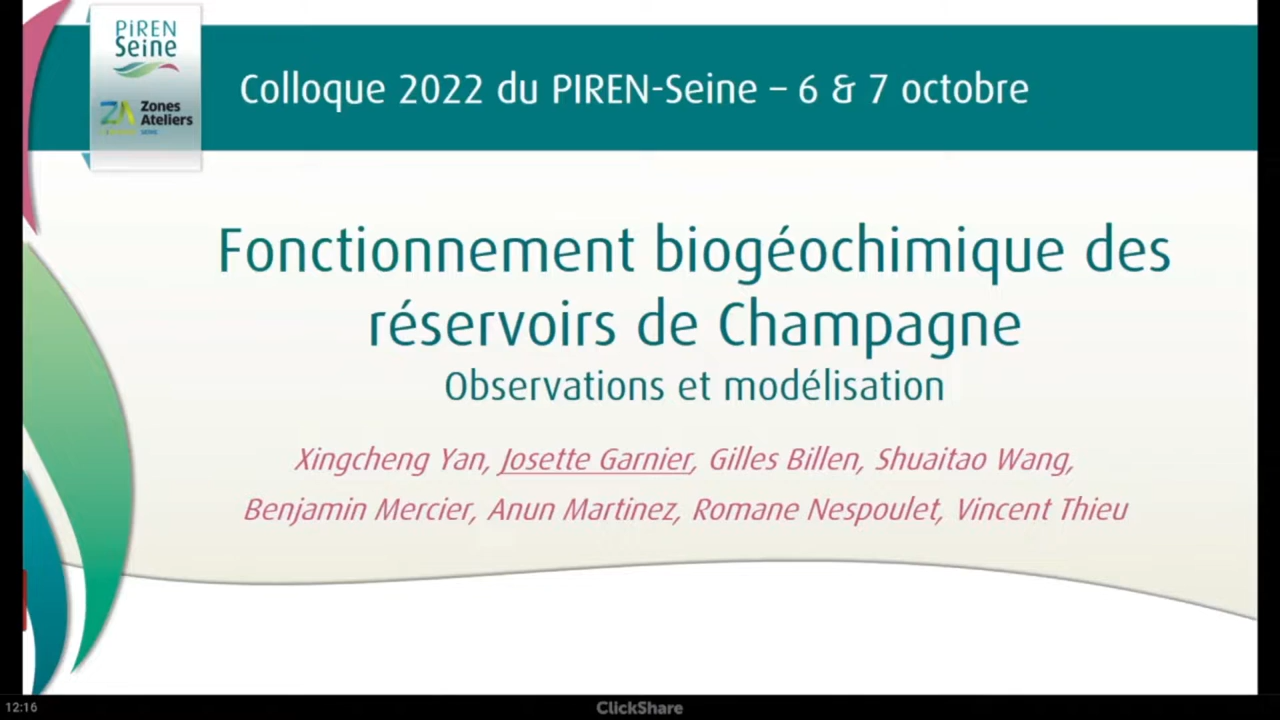 PiREN
Seine
ZA Zones
Ateliers
SEINE
Colloque 2022 du PIREN-Seine – 6 & 7 octobre
Fonctionnement biogéochimique des
réservoirs de Champagne
Observations et modélisation
Xingcheng Yan, Josette Garnier, Gilles Billen, Shuaitao Wang,
Benjamin Mercier, Anun Martinez, Romane Nespoulet, Vincent Thieu
12:16
ClickShare